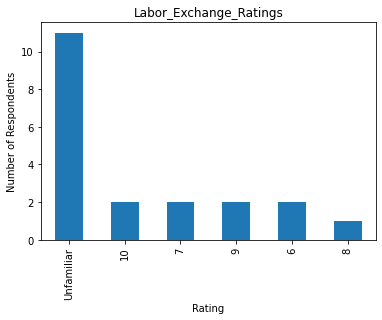 Labor_Exchange_Ratings
Number of Respondents
10
8
6
4
2
0
Unfamiliar
10
7
9
6
8
Rating